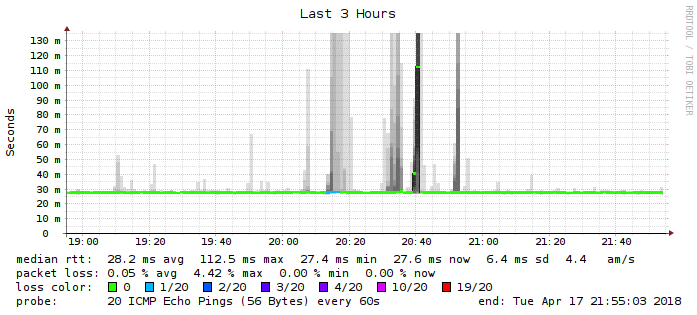 Last 3 Hours
RRDTOOL / TOBI OETIKER
Seconds
130 m
120 m
110 m
100 m
90 m
80 m
70 m
60 m
50 m
40 m
30 m
20 m
10 m
0
19:00 19:20 19:40 20:00 20:20 20:40 21:00 21:20 21:40
median rtt: 28.2 ms avg 112.5 ms max 27.4 ms min 27.6 ms now 6.4 ms sd 4.4 am/s
packet loss: 0.05 % avg 4.42 % max 0.00 % min 0.00 % now
loss color: 0 1/20 2/20 3/20 4/20 10/20 19/20
probe: 20 ICMP Echo Pings (56 Bytes) every 60s end: Tue Apr 17 21:55:03 2018